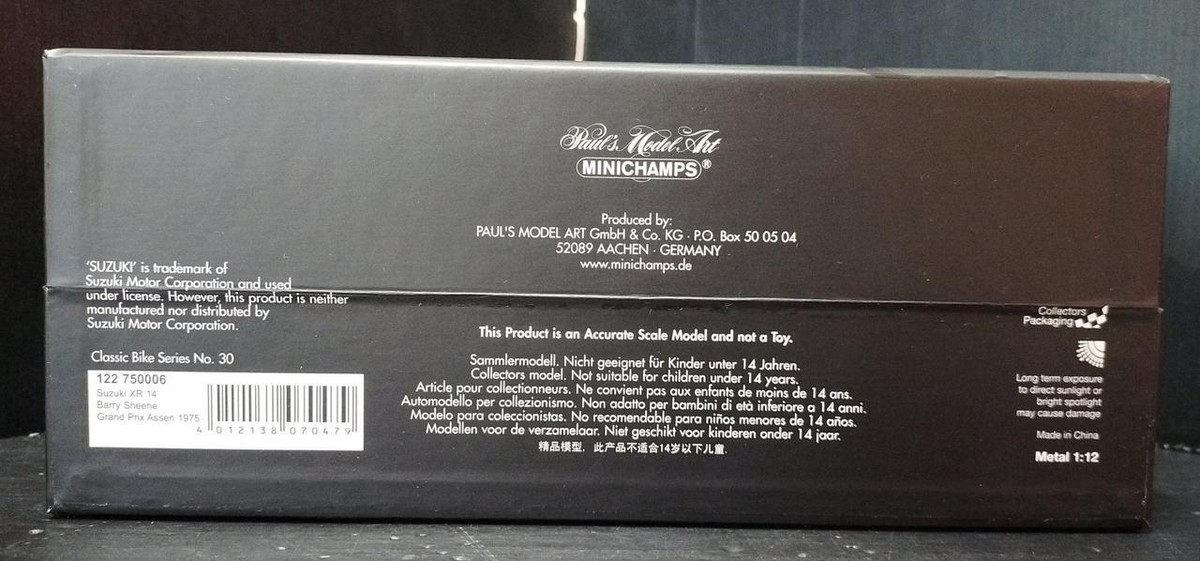 Paul's Model Art
MINICHAMPS®
Produced by:
PAUL'S MODEL ART GmbH & Co. KG · P.O. Box 50 05 04
52089 AACHEN · GERMANY
www.minichamps.de
'SUZUKI' is trademark of
Suzuki Motor Corporation and used
under license. However, this product is neither
manufactured nor distributed by
Suzuki Motor Corporation.
Classic Bike Series No. 30
122 750006
Suzuki XR 14
Barry Sheene
Grand Prix Assen 1975
4 012138 070479
This Product is an Accurate Scale Model and not a Toy.
Sammlermodell. Nicht geeignet für Kinder unter 14 Jahren.
Collectors model. Not suitable for children under 14 years.
Article pour collectionneurs. Ne convient pas aux enfants de moins de 14 ans.
Automodello per collezionismo. Non adatto per bambini di età inferiore a 14 anni.
Modelo para coleccionistas. No recomendable para niños menores de 14 años.
Modellen voor de verzamelaar. Niet geschikt voor kinderen onder 14 jaar.
精品模型，此产品不适合14岁以下儿童.
Collectors
Packaging
Long term exposure
to direct sunlight or
bright spotlight
may cause damage
Made in China
Metal 1:12